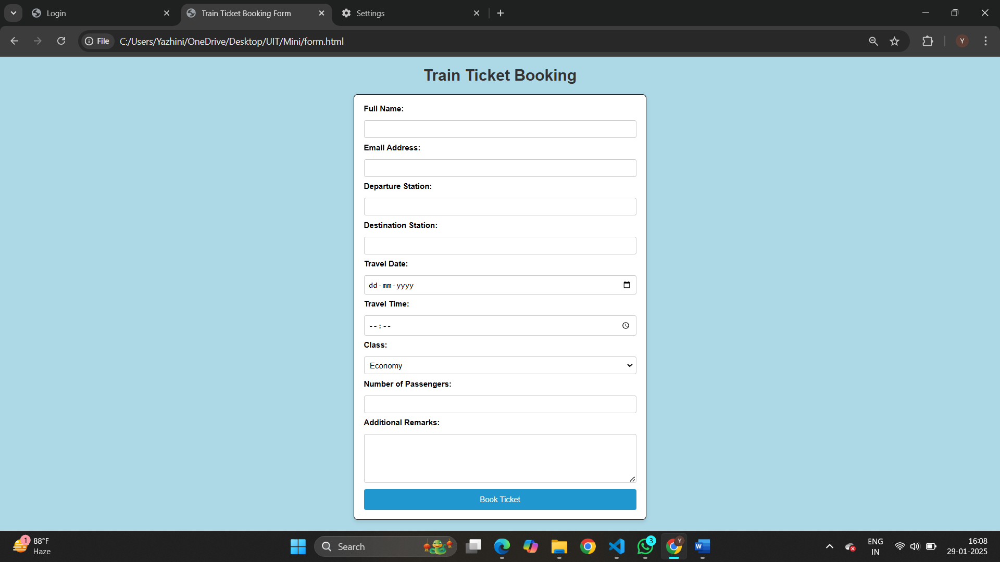 Login
Train Ticket Booking Form
Settings
File
C:/Users/Yazhini/OneDrive/Desktop/UIT/Mini/form.html
Y
Train Ticket Booking
Full Name:
Email Address:
Departure Station:
Destination Station:
Travel Date:
dd-mm-yyyy
Travel Time:
--:--
Class:
Economy
Number of Passengers:
Additional Remarks:
Book Ticket
1
88°F
Haze
Search
3
Y
W
ENG
IN
16:08
29-01-2025